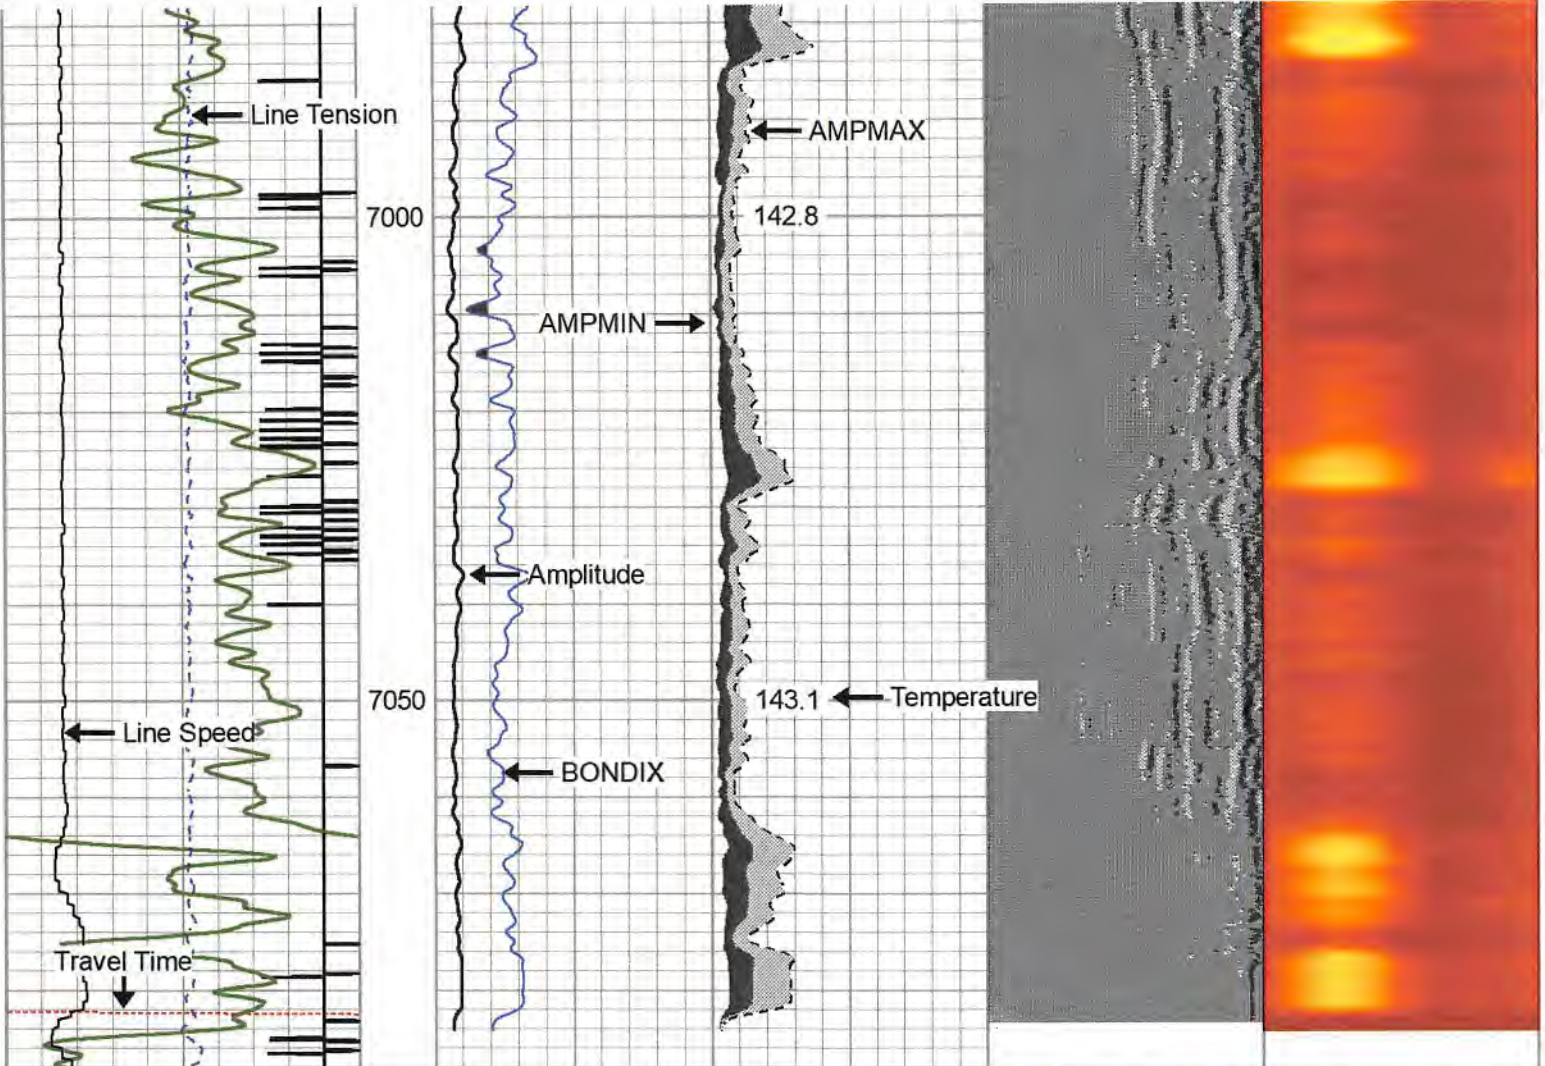 Line Tension
AMPMAX
7000
142.8
AMPMIN
Amplitude
7050
143.1
Temperature
Line Speed
BONDIX
Travel Time